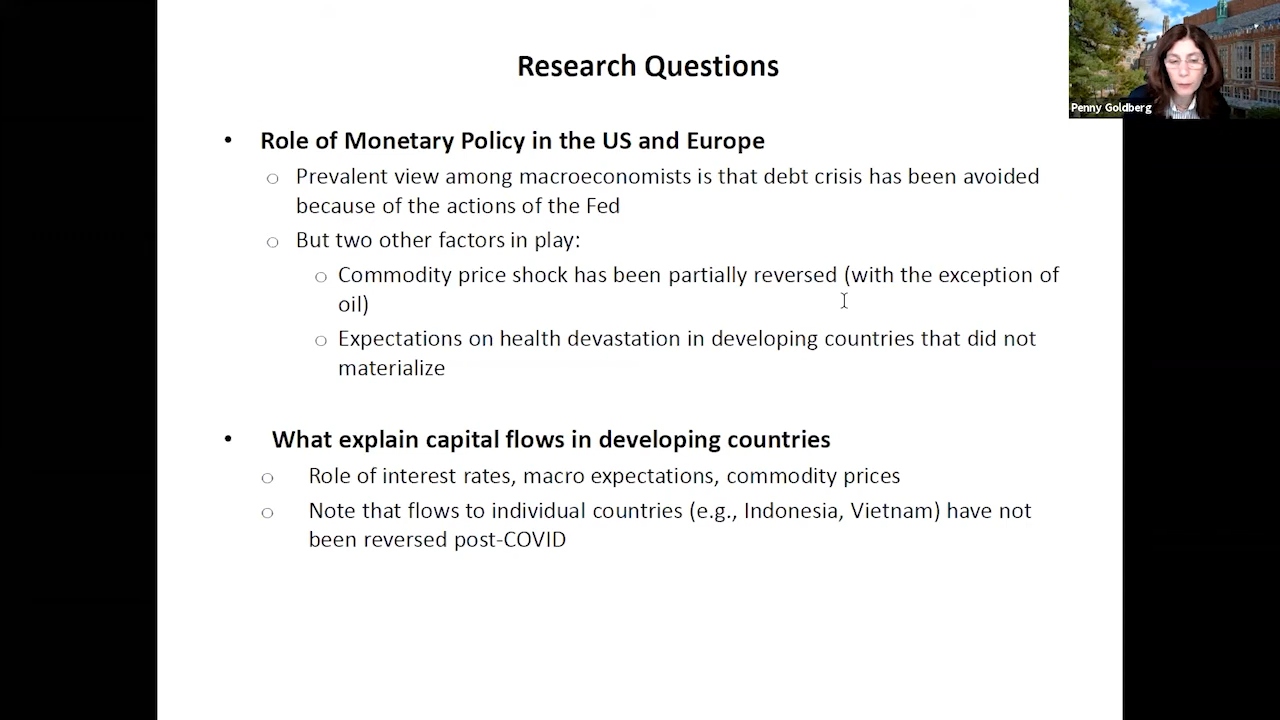 Research Questions
Penny Goldberg
• Role of Monetary Policy in the US and Europe
○ Prevalent view among macroeconomists is that debt crisis has been avoided
because of the actions of the Fed
○ But two other factors in play:
○ Commodity price shock has been partially reversed (with the exception of
oil)
○ Expectations on health devastation in developing countries that did not
materialize
• What explain capital flows in developing countries
○ Role of interest rates, macro expectations, commodity prices
○ Note that flows to individual countries (e.g., Indonesia, Vietnam) have not
been reversed post-COVID